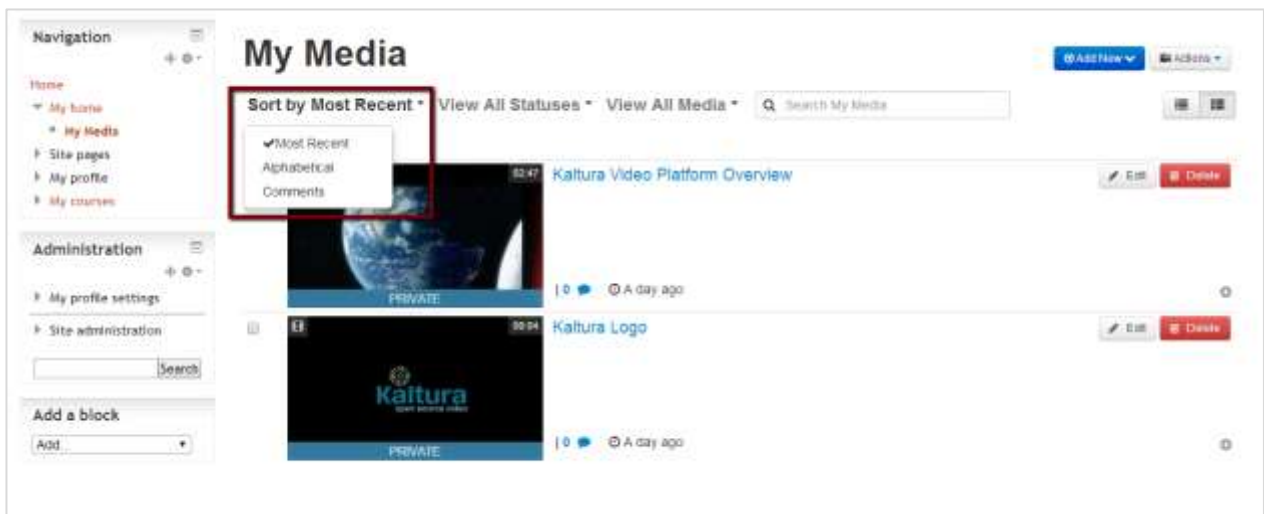 Navigation
Home
My home
My Media
Site pages
My profile
My courses
Administration
My profile settings
Site administration
Search
Add a block
Add...
My Media
Add New
Actions
Sort by Most Recent
View All Statuses
View All Media
Search My Media
Most Recent
Alphabetical
Comments
02:47
Kaltura Video Platform Overview
Edit
Delete
PRIVATE
| 0
A day ago
00:04
Kaltura Logo
Edit
Delete
Kaltura
open source video
PRIVATE
| 0
A day ago